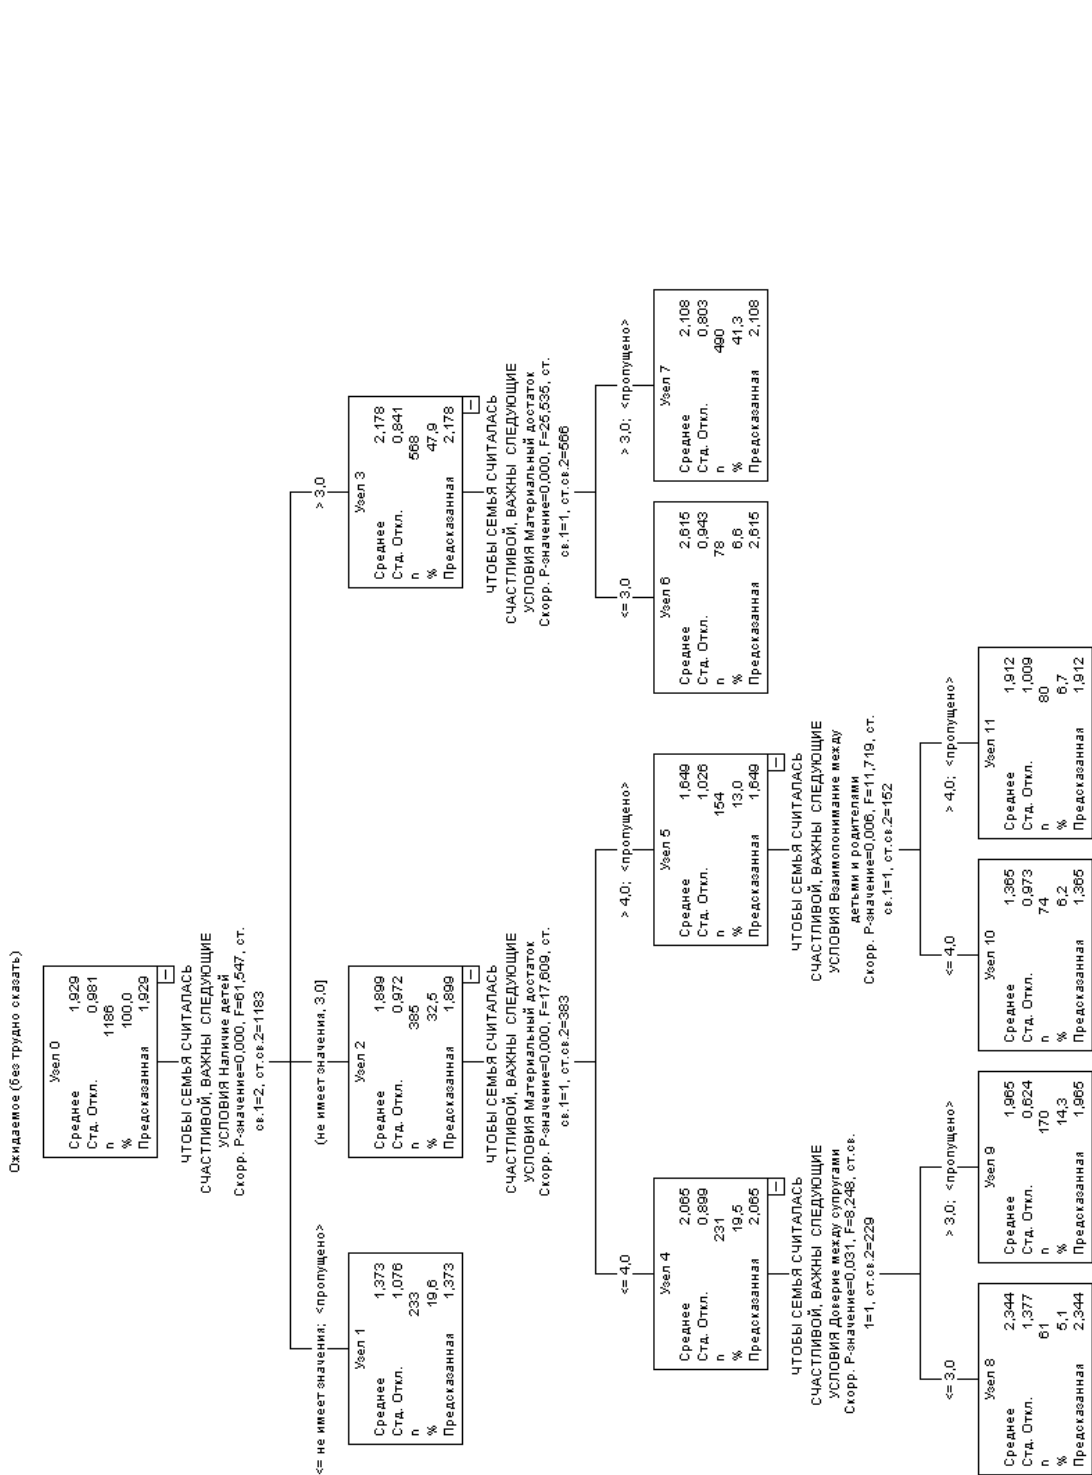 Ожидаемое (без трудно сказать)
Узел 0
Среднее 1,929
Стд. Откл. 0,981
n 1186
% 100,0
Предсказанная 1,929
ЧТОБЫ СЕМЬЯ СЧИТАЛАСЬ
СЧАСТЛИВОЙ, ВАЖНЫ СЛЕДУЮЩИЕ
УСЛОВИЯ Наличие детей
Скорр. P-значение=0,000, F=61,547, ст.
св.1=2, ст.св.2=1183
<= не имеет значения; <пропущено>
(не имеет значения, 3,0]
> 3,0
Узел 1
Среднее 1,373
Стд. Откл. 1,076
n 233
% 19,6
Предсказанная 1,373
Узел 2
Среднее 1,899
Стд. Откл. 0,972
n 385
% 32,5
Предсказанная 1,899
Узел 3
Среднее 2,178
Стд. Откл. 0,841
n 568
% 47,9
Предсказанная 2,178
ЧТОБЫ СЕМЬЯ СЧИТАЛАСЬ
СЧАСТЛИВОЙ, ВАЖНЫ СЛЕДУЮЩИЕ
УСЛОВИЯ Материальный достаток
Скорр. P-значение=0,000, F=17,609, ст.
св.1=1, ст.св.2=383
ЧТОБЫ СЕМЬЯ СЧИТАЛАСЬ
СЧАСТЛИВОЙ, ВАЖНЫ СЛЕДУЮЩИЕ
УСЛОВИЯ Материальный достаток
Скорр. P-значение=0,000, F=25,535, ст.
св.1=1, ст.св.2=566
<= 4,0
> 4,0; <пропущено>
<= 3,0
> 3,0; <пропущено>
Узел 4
Среднее 2,065
Стд. Откл. 0,899
n 231
% 19,5
Предсказанная 2,065
Узел 5
Среднее 1,649
Стд. Откл. 1,026
n 154
% 13,0
Предсказанная 1,649
Узел 6
Среднее 2,615
Стд. Откл. 0,943
n 78
% 6,6
Предсказанная 2,615
Узел 7
Среднее 2,108
Стд. Откл. 0,803
n 490
% 41,3
Предсказанная 2,108
ЧТОБЫ СЕМЬЯ СЧИТАЛАСЬ
СЧАСТЛИВОЙ, ВАЖНЫ СЛЕДУЮЩИЕ
УСЛОВИЯ Доверие между супругами
Скорр. P-значение=0,031, F=8,248, ст.св.
1=1, ст.св.2=229
ЧТОБЫ СЕМЬЯ СЧИТАЛАСЬ
СЧАСТЛИВОЙ, ВАЖНЫ СЛЕДУЮЩИЕ
УСЛОВИЯ Взаимопонимание между
детьми и родителями
Скорр. P-значение=0,006, F=11,719, ст.
св.1=1, ст.св.2=152
<= 3,0
> 3,0; <пропущено>
<= 4,0
> 4,0; <пропущено>
Узел 8
Среднее 2,344
Стд. Откл. 1,377
n 61
% 5,1
Предсказанная 2,344
Узел 9
Среднее 1,965
Стд. Откл. 0,624
n 170
% 14,3
Предсказанная 1,965
Узел 10
Среднее 1,365
Стд. Откл. 0,973
n 74
% 6,2
Предсказанная 1,365
Узел 11
Среднее 1,912
Стд. Откл. 1,009
n 80
% 6,7
Предсказанная 1,912